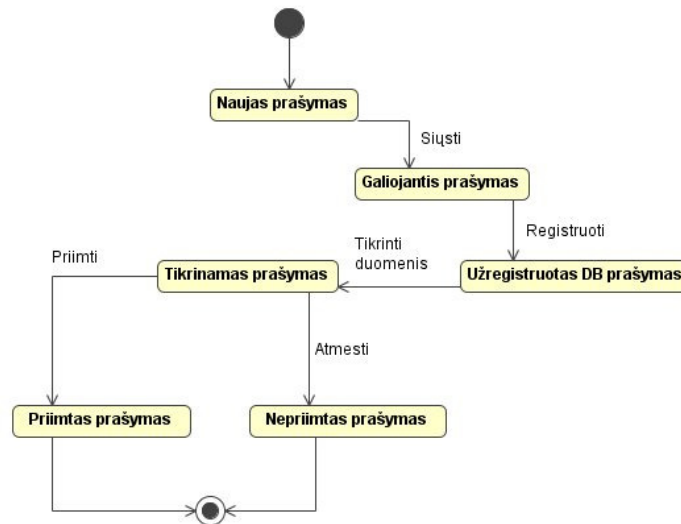 Naujas prašymas
Siųsti
Galiojantis prašymas
Registruoti
Priimti
Tikrinti
duomenis
Tikrinamas prašymas
Užregistruotas DB prašymas
Atmesti
Priimtas prašymas
Nepriimtas prašymas